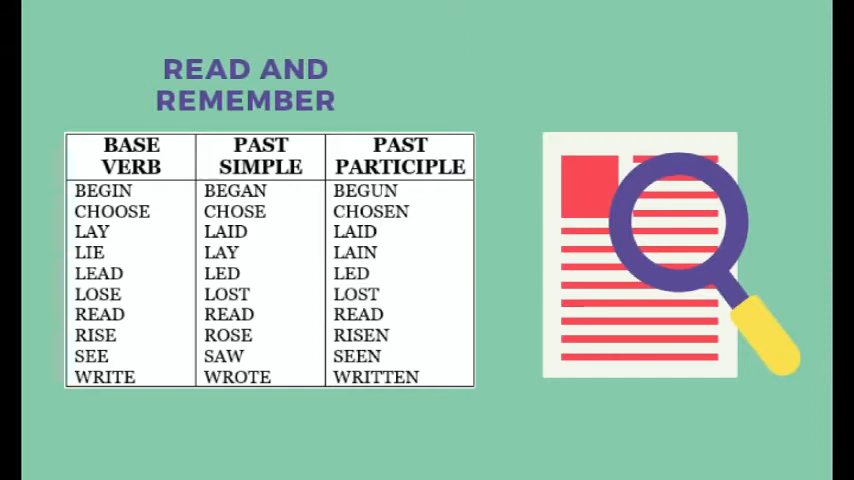 READ AND
REMEMBER
BASE VERB PAST SIMPLE PAST PARTICIPLE
BEGIN BEGAN BEGUN
CHOOSE CHOSE CHOSEN
LAY LAID LAID
LIE LAY LAIN
LEAD LED LED
LOSE LOST LOST
READ READ READ
RISE ROSE RISEN
SEE SAW SEEN
WRITE WROTE WRITTEN